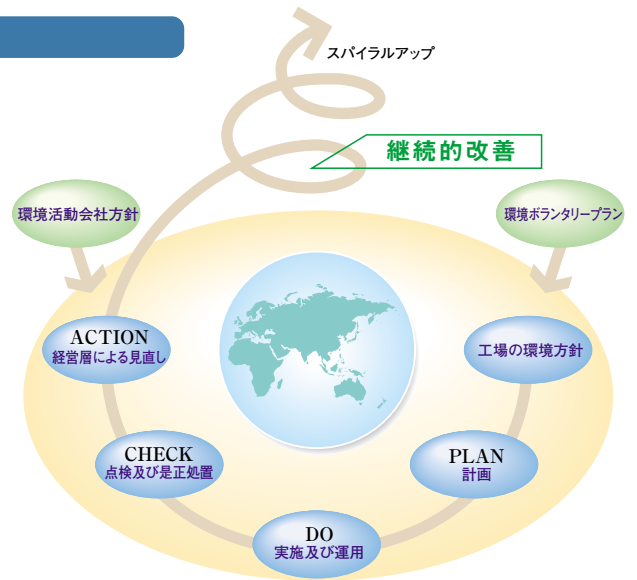 スパイラルアップ
継続的改善
環境活動会社方針
環境ボランタリープラン
ACTION
経営層による見直し
工場の環境方針
CHECK
点検及び是正処置
PLAN
計画
DO
実施及び運用